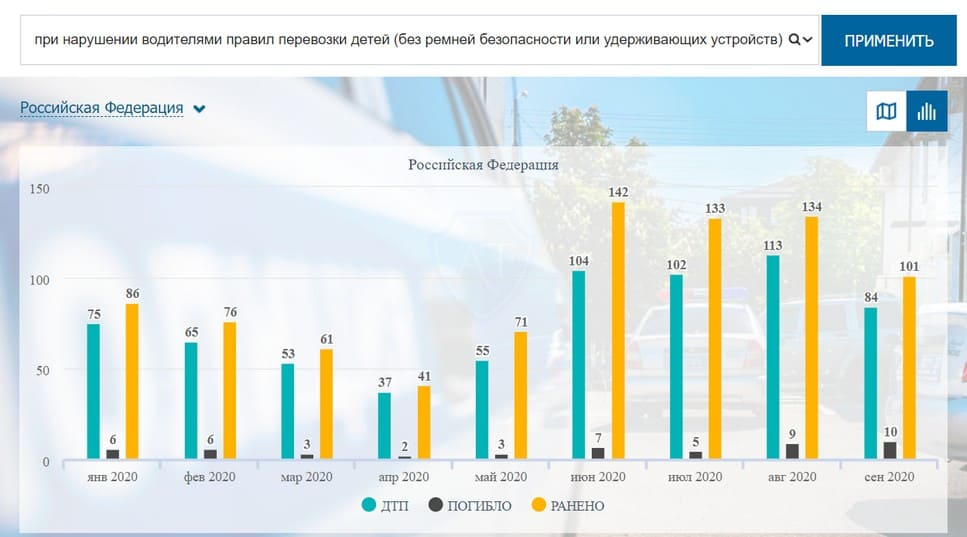 при нарушении водителями правил перевозки детей (без ремней безопасности или удерживающих устройств)
ПРИМЕНИТЬ
Российская Федерация
Российская Федерация
150
100
50
0
75 6 86
65 6 76
53 3 61
37 2 41
55 3 71
104 7 142
102 5 133
113 9 134
84 10 101
янв 2020 фев 2020 мар 2020 апр 2020 май 2020 июн 2020 июл 2020 авг 2020 сен 2020
ДТП ПОГИБЛО РАНЕНО